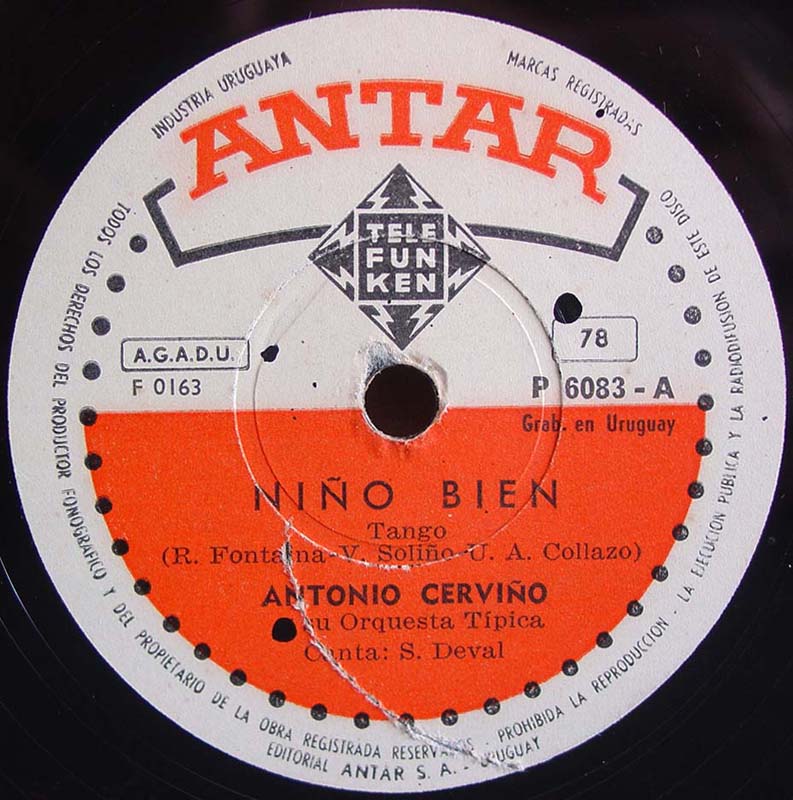 INDUSTRIA URUGUAYA
MARCAS REGISTRADAS
ANTAR
TELE
FUN
KEN
A.G.A.D.U.
F 0163
78
P 6083 - A
Grab. en Uruguay
NIÑO BIEN
Tango
(R. Fontaina-V. Soliño-U. A. Collazo)
ANTONIO CERVIÑO
su Orquesta Típica
Canta: S. Deval
TODOS LOS DERECHOS DEL PRODUCTOR FONOGRAFICO Y DEL PROPIETARIO DE LA OBRA REGISTRADA RESERVADOS - PROHIBIDA LA REPRODUCCION - LA EJECUCION PUBLICA Y LA RADIODIFUSION DE ESTE DISCO
EDITORIAL ANTAR S. A. - URUGUAY